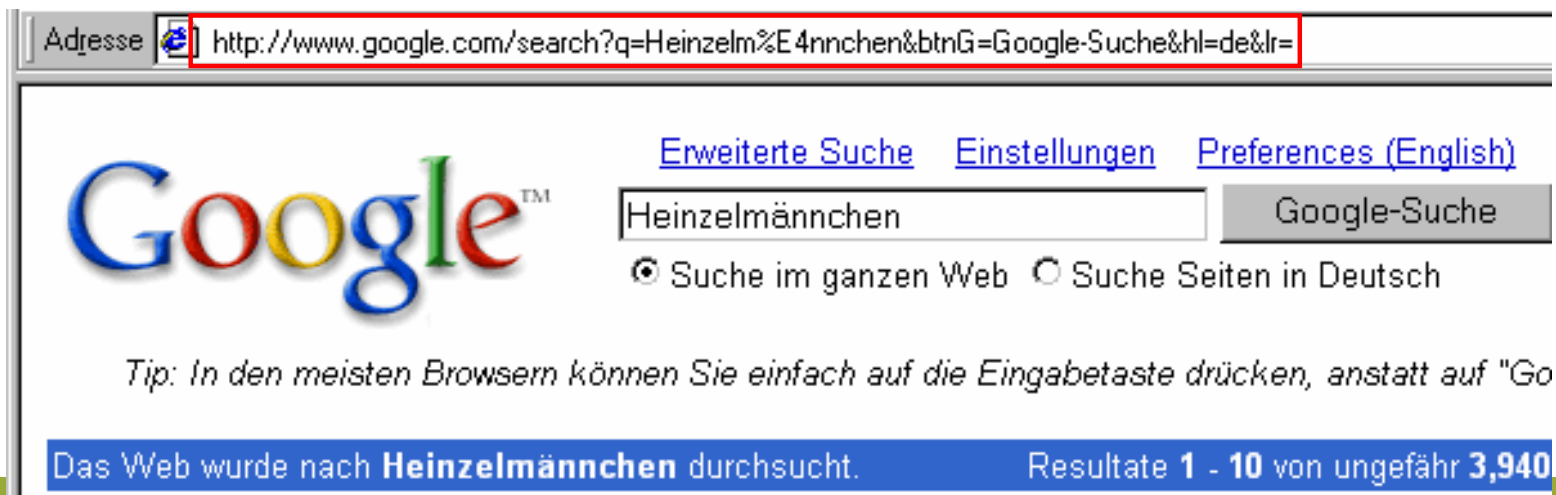 Adresse http://www.google.com/search?q=Heinzelm%E4nnchen&btnG=Google-Suche&hl=de&lr=
Erweiterte Suche Einstellungen Preferences (English)
Google™
Heinzelmännchen Google-Suche
Suche im ganzen Web Suche Seiten in Deutsch
Tip: In den meisten Browsern können Sie einfach auf die Eingabetaste drücken, anstatt auf "Go
Das Web wurde nach Heinzelmännchen durchsucht. Resultate 1 - 10 von ungefähr 3,940